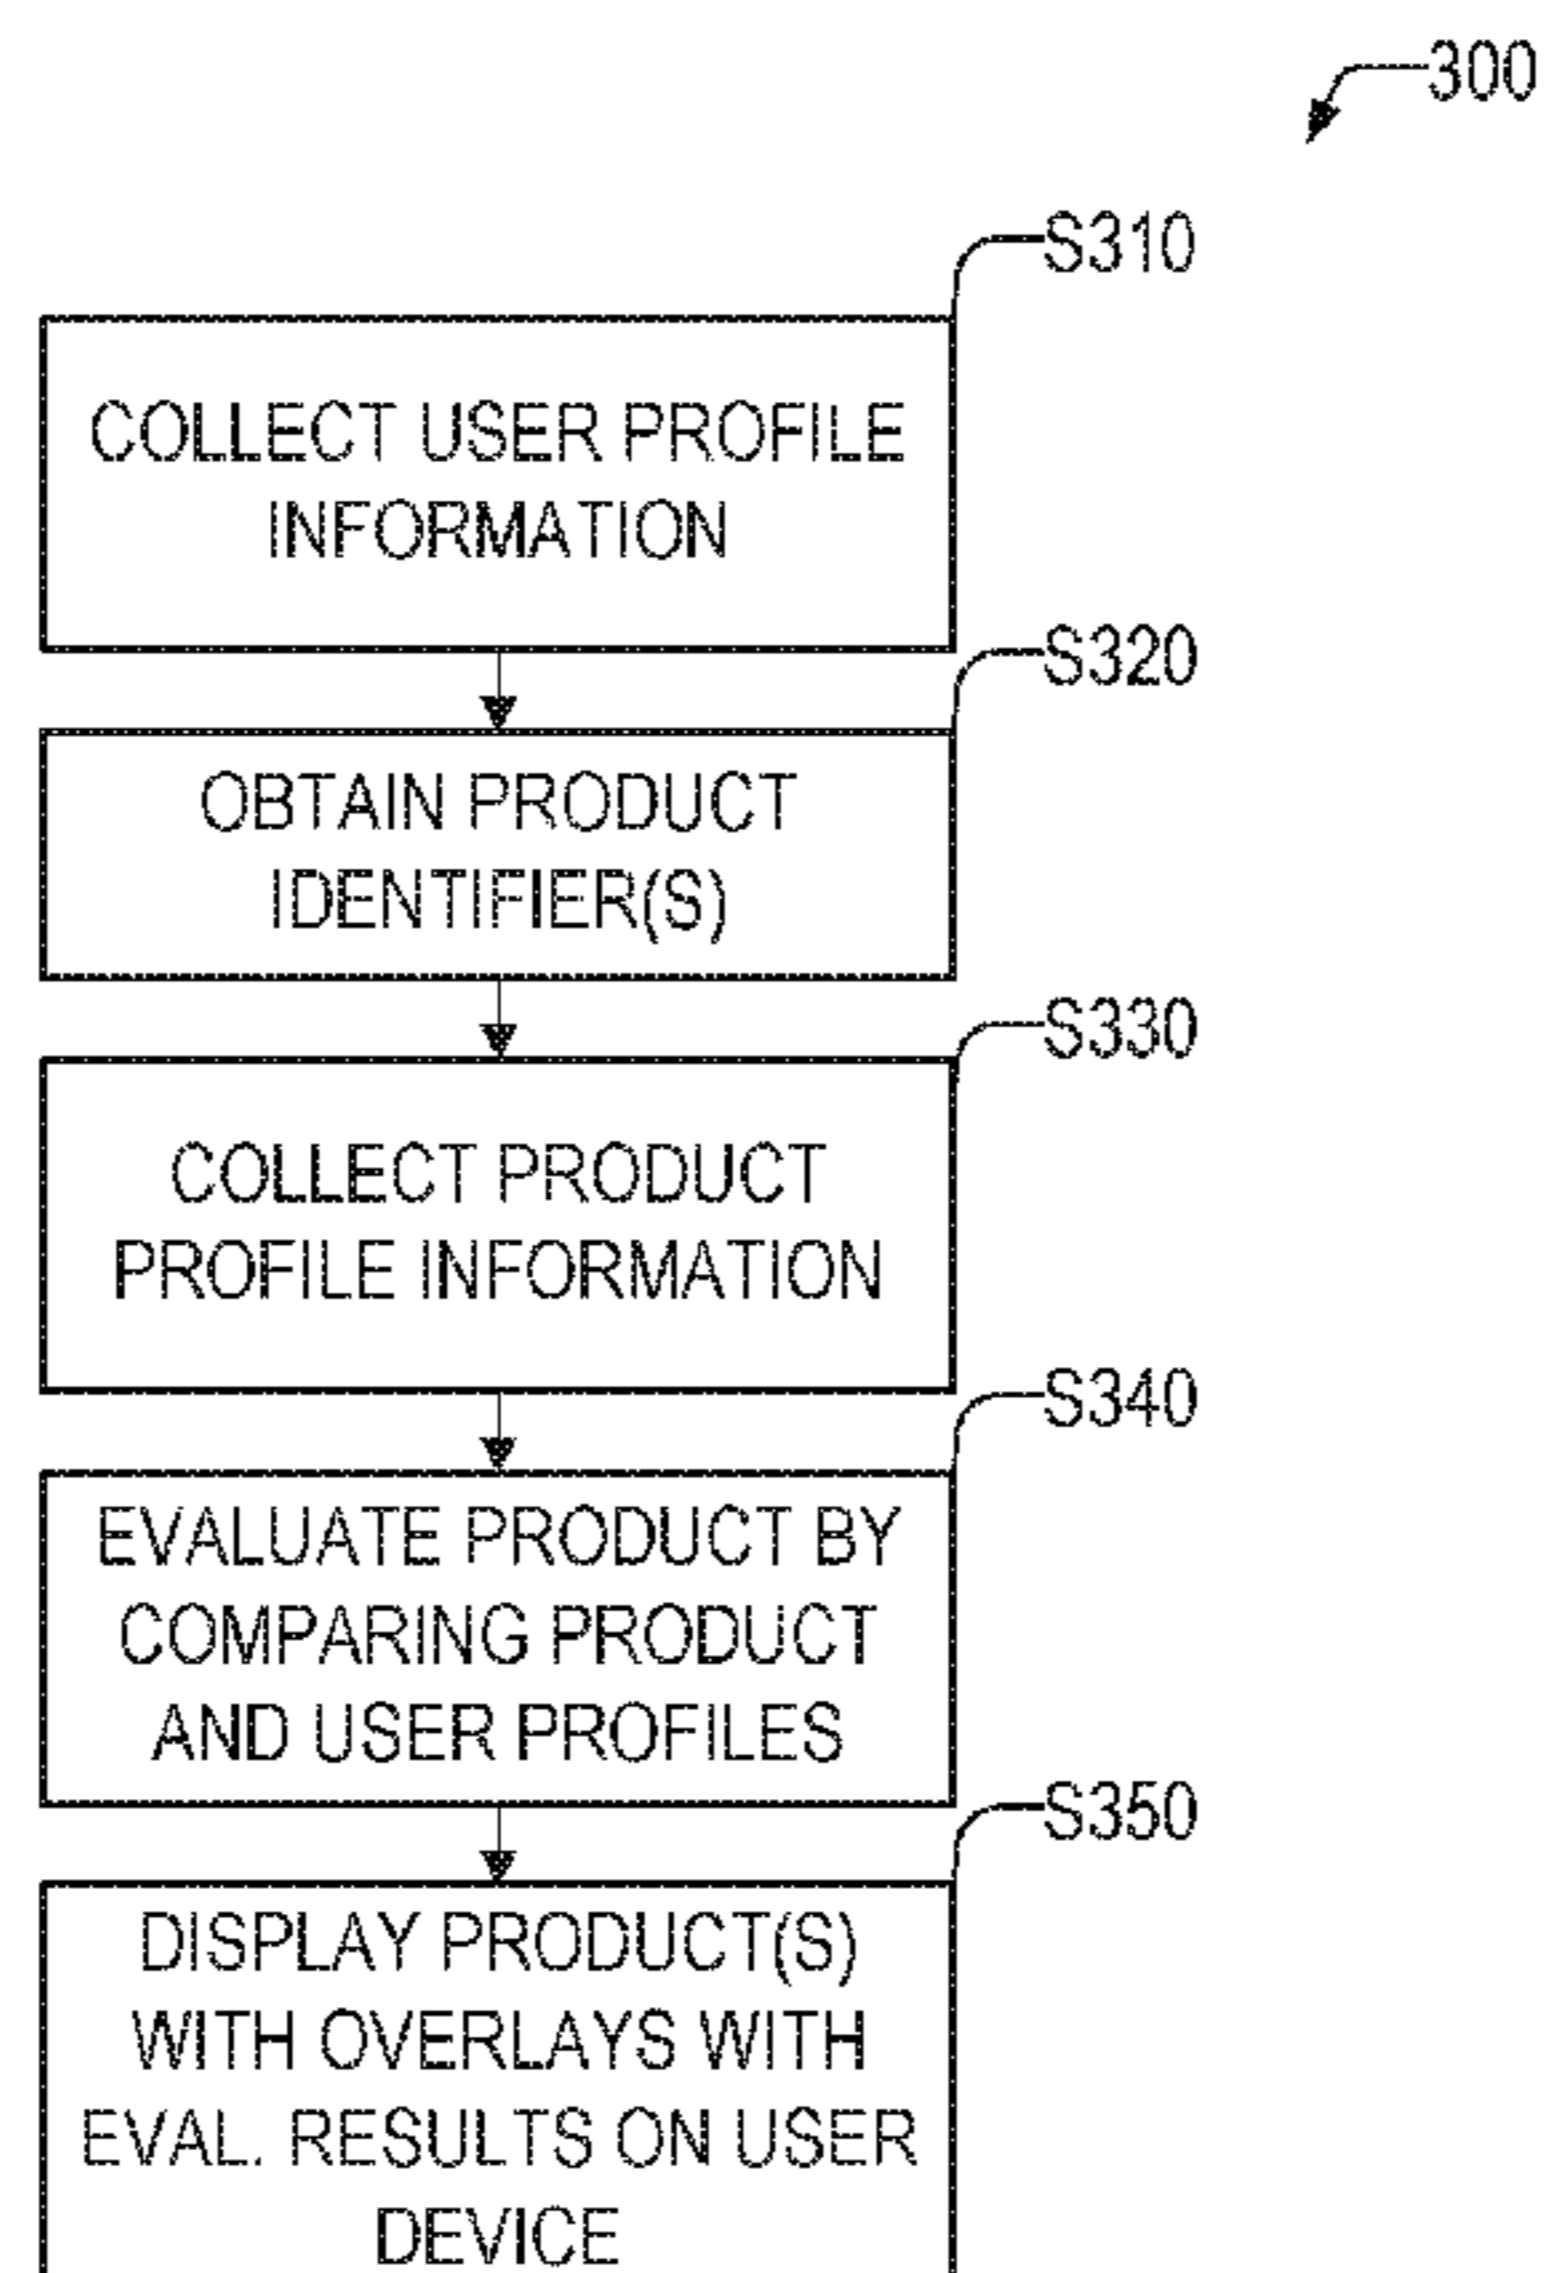 300
S310
COLLECT USER PROFILE
INFORMATION
S320
OBTAIN PRODUCT
IDENTIFIER(S)
S330
COLLECT PRODUCT
PROFILE INFORMATION
S340
EVALUATE PRODUCT BY
COMPARING PRODUCT
AND USER PROFILES
S350
DISPLAY PRODUCT(S)
WITH OVERLAYS WITH
EVAL. RESULTS ON USER
DEVICE